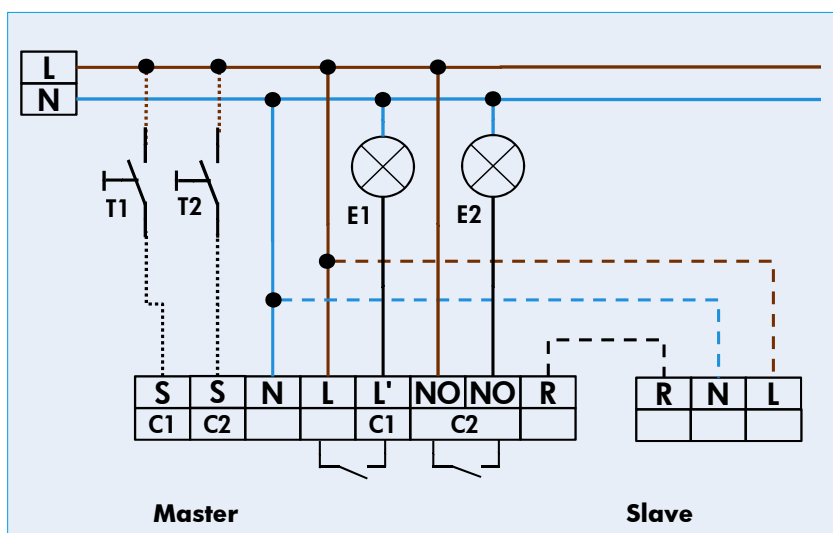 L
N
T1 T2 E1 E2
S S N L L' NO NO R R N L
C1 C2 C1 C2
Master Slave